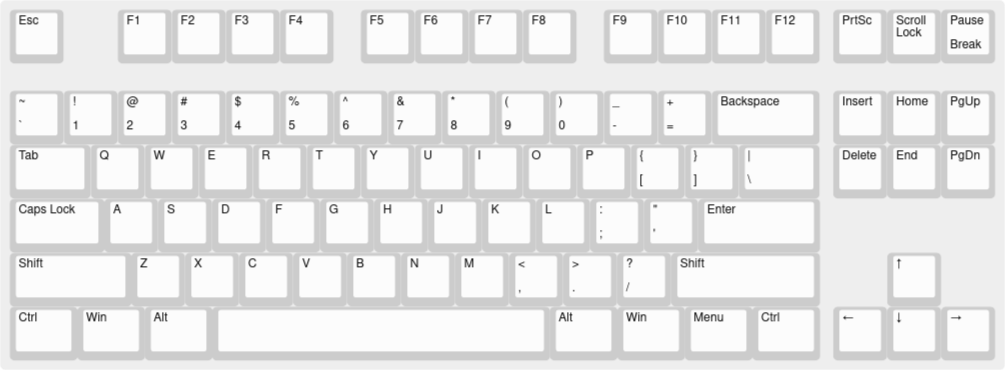 Esc F1 F2 F3 F4 F5 F6 F7 F8 F9 F10 F11 F12 PrtSc Scroll Pause
Lock
Break
~ ! @ # $ % ^ & * ( ) _ + Backspace Insert Home PgUp
` 1 2 3 4 5 6 7 8 9 0 - =
Tab Q W E R T Y U I O P { } | Delete End PgDn
[ ] \
Caps Lock A S D F G H J K L : " Enter
; '
Shift Z X C V B N M < > ? Shift ↑
, . /
Ctrl Win Alt Alt Win Menu Ctrl ← ↓ →